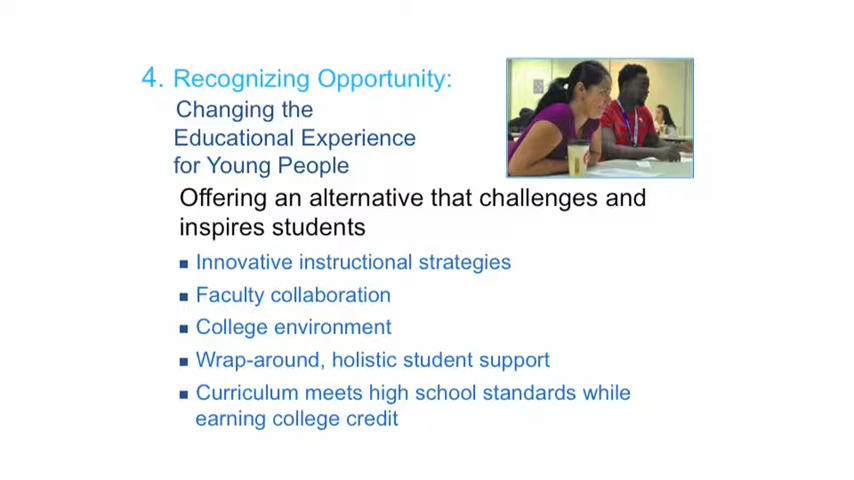 4. Recognizing Opportunity:
Changing the
Educational Experience
for Young People
Offering an alternative that challenges and
inspires students
▪ Innovative instructional strategies
▪ Faculty collaboration
▪ College environment
▪ Wrap-around, holistic student support
▪ Curriculum meets high school standards while
earning college credit